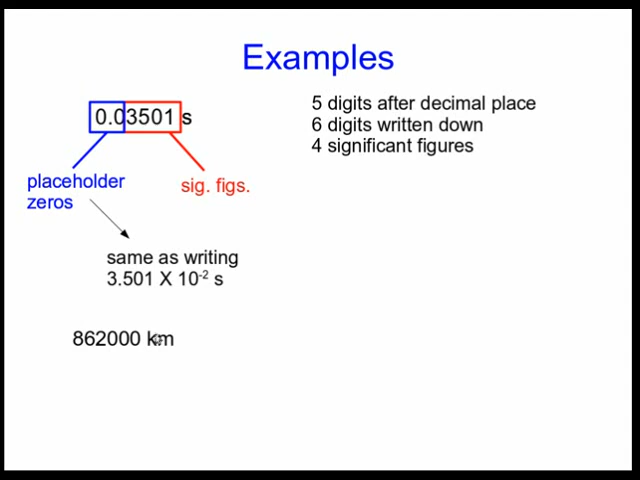 Examples
0.03501 s
5 digits after decimal place
6 digits written down
4 significant figures
placeholder
zeros
sig. figs.
same as writing
3.501 X 10⁻² s
862000 km